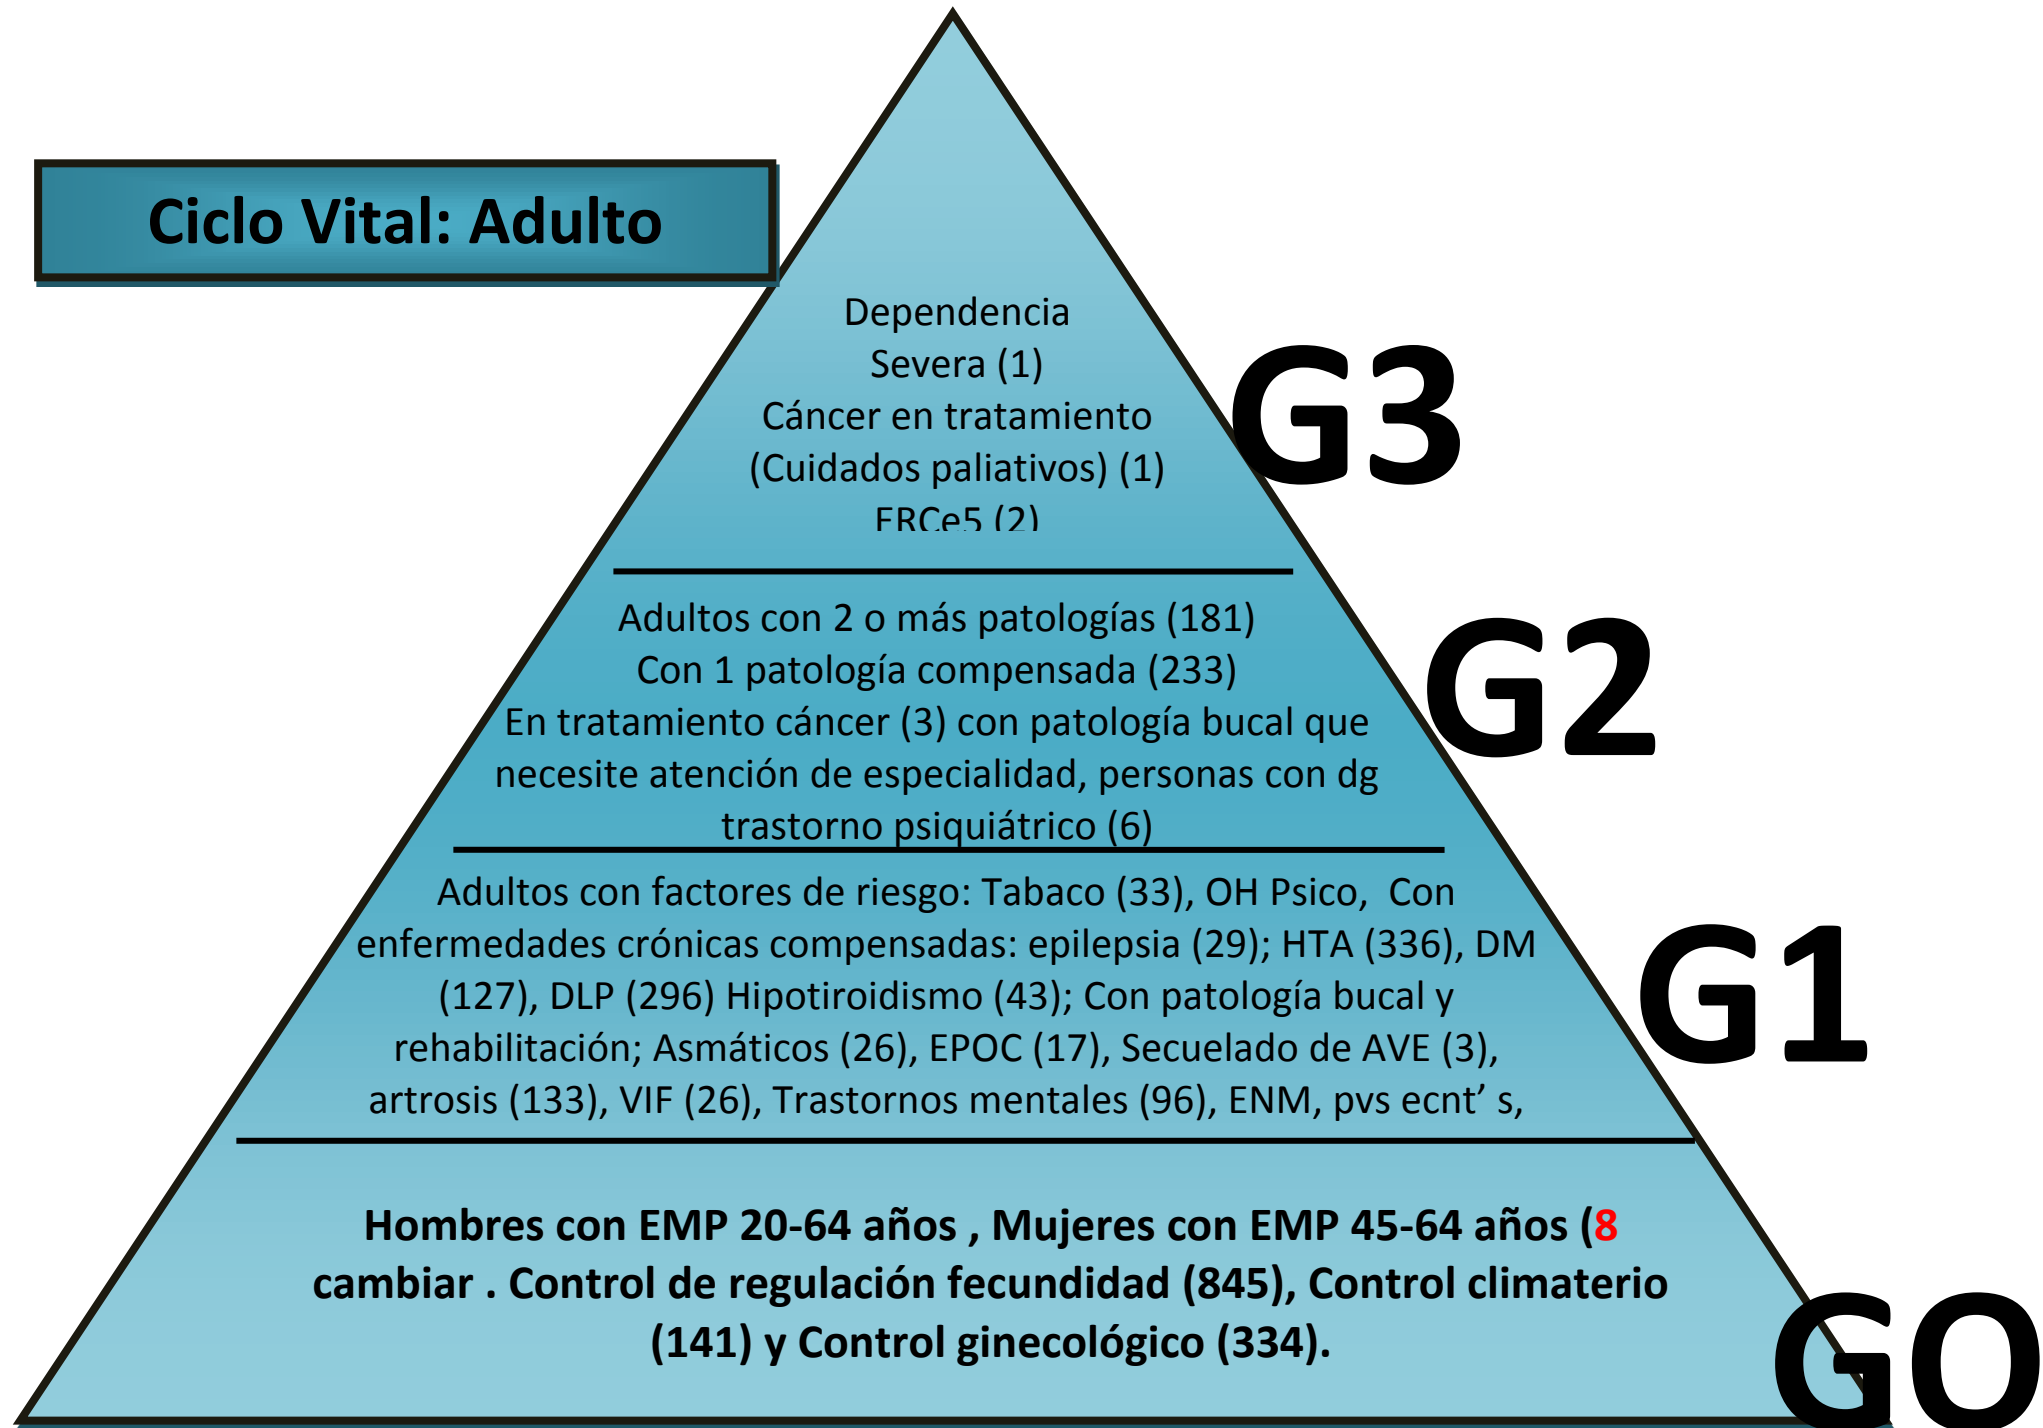 Ciclo Vital: Adulto
Dependencia
Severa (1)
Cáncer en tratamiento
(Cuidados paliativos) (1)
ERCe5 (2)
G3
Adultos con 2 o más patologías (181)
Con 1 patología compensada (233)
En tratamiento cáncer (3) con patología bucal que
necesite atención de especialidad, personas con dg
trastorno psiquiátrico (6)
G2
Adultos con factores de riesgo: Tabaco (33), OH Psico, Con
enfermedades crónicas compensadas: epilepsia (29); HTA (336), DM
(127), DLP (296) Hipotiroidismo (43); Con patología bucal y
rehabilitación; Asmáticos (26), EPOC (17), Secuelado de AVE (3),
artrosis (133), VIF (26), Trastornos mentales (96), ENM, pvs ecnt’ s,
G1
Hombres con EMP 20-64 años , Mujeres con EMP 45-64 años (8
cambiar . Control de regulación fecundidad (845), Control climaterio
(141) y Control ginecológico (334).
GO